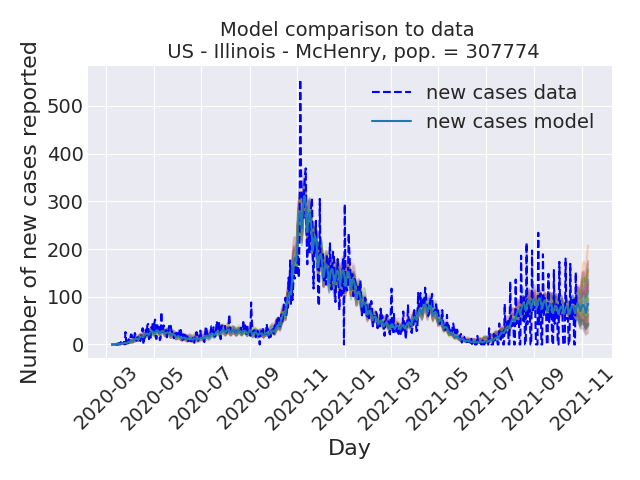 Model comparison to data
US - Illinois - McHenry, pop. = 307774
Number of new cases reported
500
400
300
200
100
0
new cases data
new cases model
2020-03
2020-05
2020-07
2020-09
2020-11
2021-01
2021-03
2021-05
2021-07
2021-09
2021-11
Day